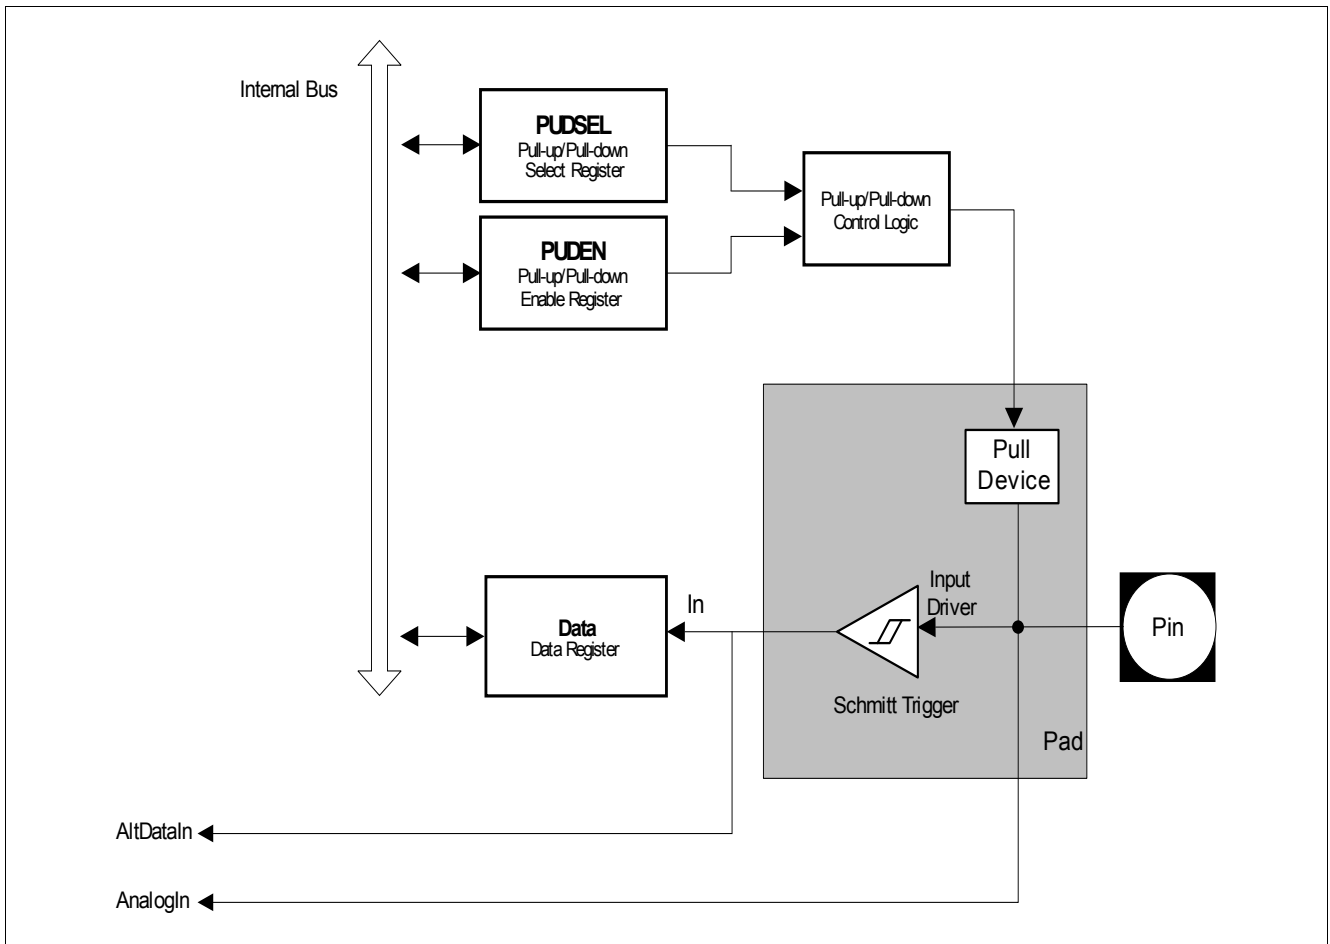 Internal Bus
PUDSEL
Pull-up/Pull-down
Select Register
PUDEN
Pull-up/Pull-down
Enable Register
Pull-up/Pull-down
Control Logic
Pull
Device
Input
Driver
In
Data
Data Register
Pin
Schmitt Trigger
Pad
AltDataIn
AnalogIn